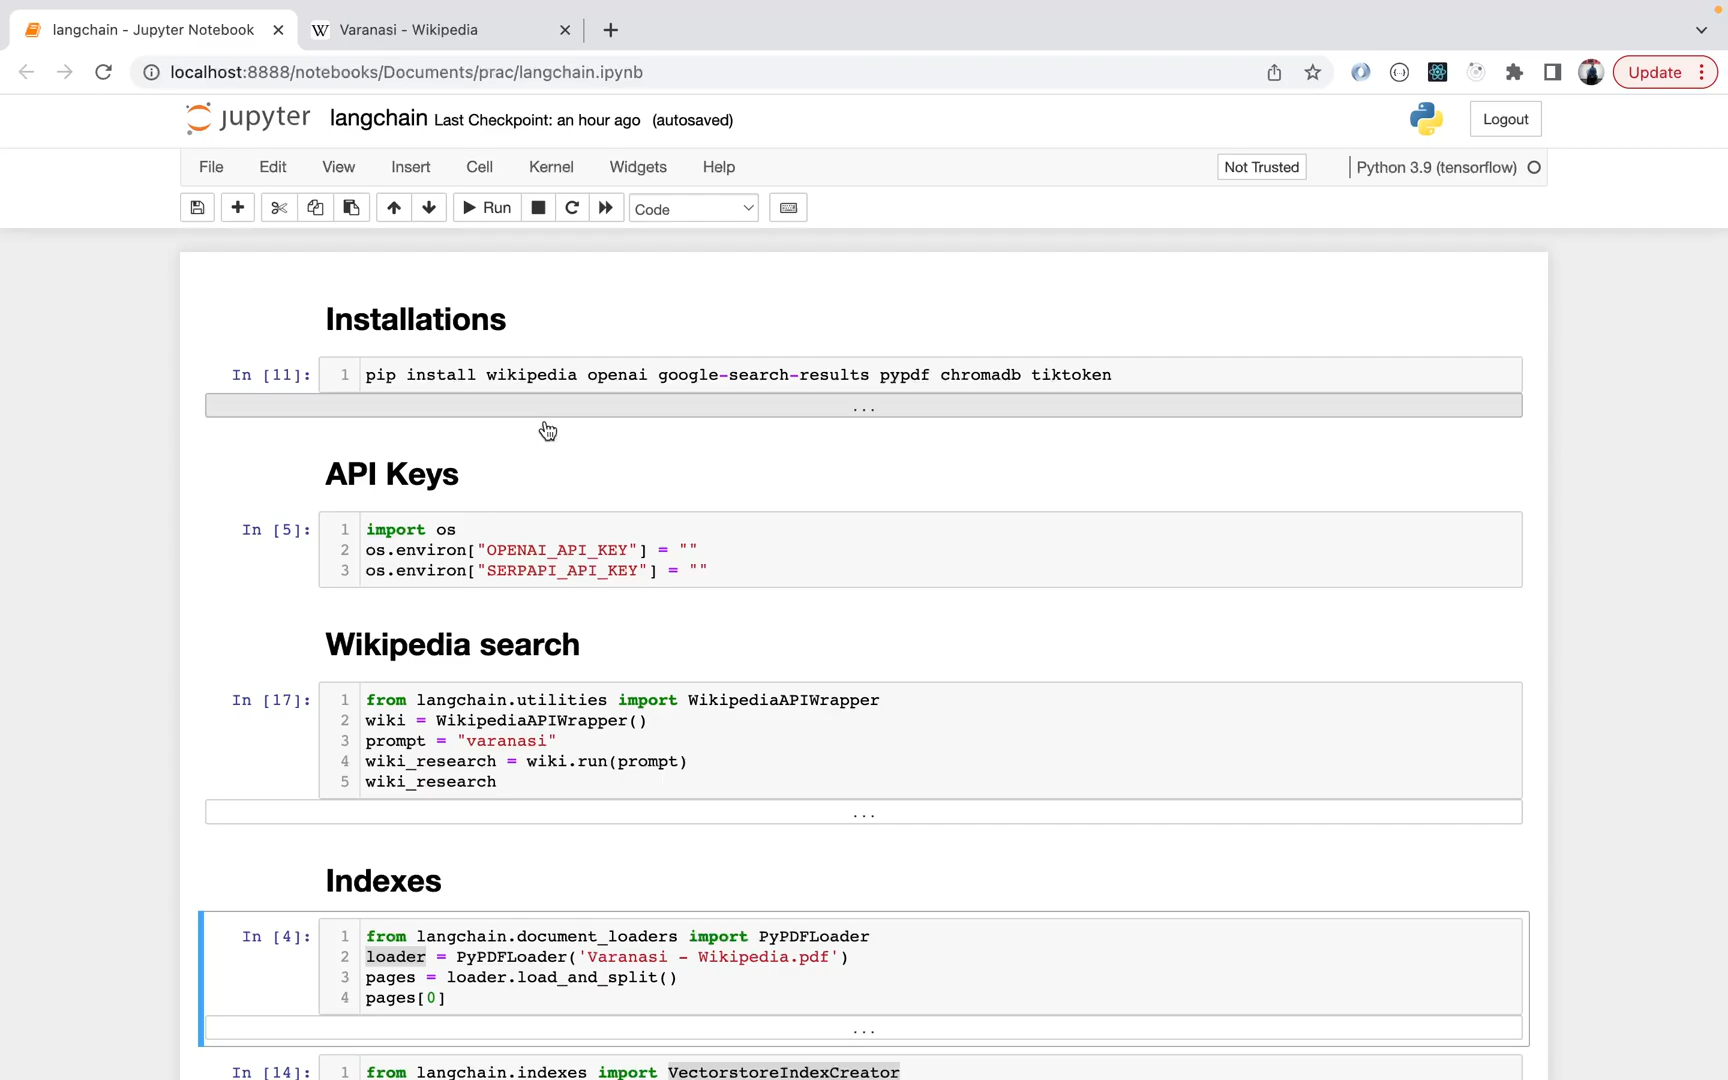 langchain - Jupyter Notebook
W Varanasi - Wikipedia
localhost:8888/notebooks/Documents/prac/langchain.ipynb
Update
jupyter langchain Last Checkpoint: an hour ago (autosaved)
Logout
File Edit View Insert Cell Kernel Widgets Help
Not Trusted
Python 3.9 (tensorflow)
Run
Code
Installations
In [11]: 1 pip install wikipedia openai google-search-results pypdf chromadb tiktoken
...
API Keys
In [5]: 1 import os
2 os.environ["OPENAI_API_KEY"] = ""
3 os.environ["SERPAPI_API_KEY"] = ""
Wikipedia search
In [17]: 1 from langchain.utilities import WikipediaAPIWrapper
2 wiki = WikipediaAPIWrapper()
3 prompt = "varanasi"
4 wiki_research = wiki.run(prompt)
5 wiki_research
...
Indexes
In [4]: 1 from langchain.document_loaders import PyPDFLoader
2 loader = PyPDFLoader('Varanasi - Wikipedia.pdf')
3 pages = loader.load_and_split()
4 pages[0]
...
In [14]: 1 from langchain.indexes import VectorstoreIndexCreator